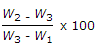 W₂ - W₃
W₃ - W₁ x 100